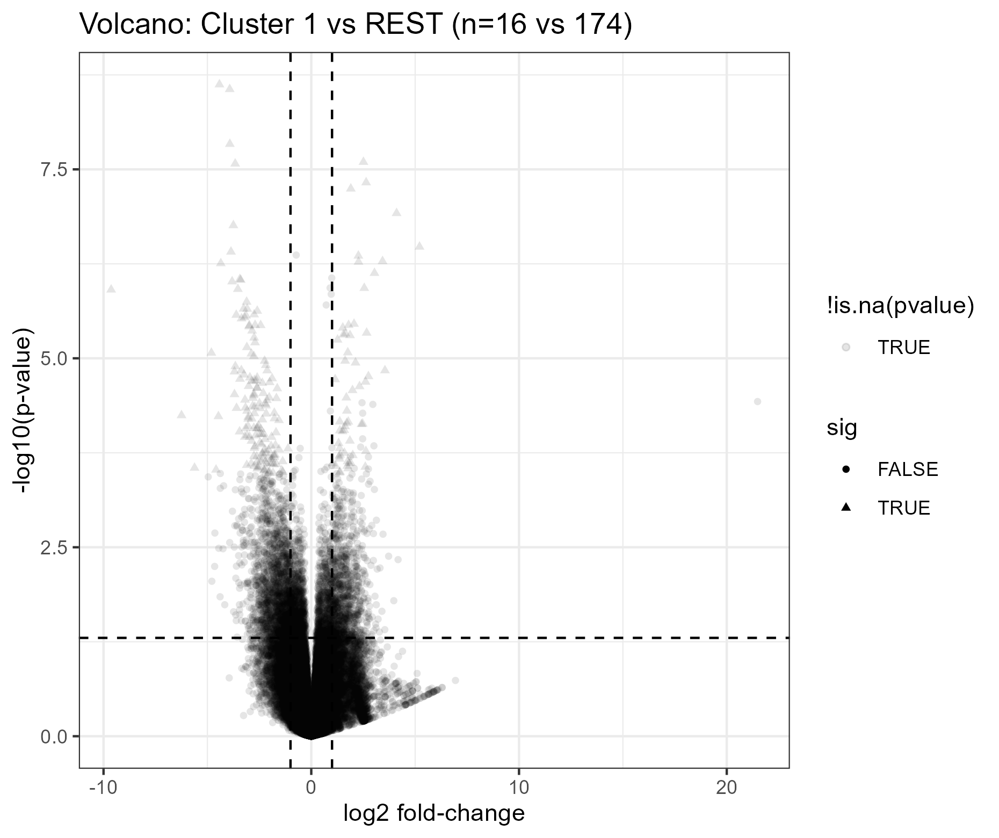 Volcano: Cluster 1 vs REST (n=16 vs 174)
-log10(p-value)
7.5
5.0
2.5
0.0
-10
0
10
20
log2 fold-change
!is.na(pvalue)
TRUE
sig
FALSE
TRUE